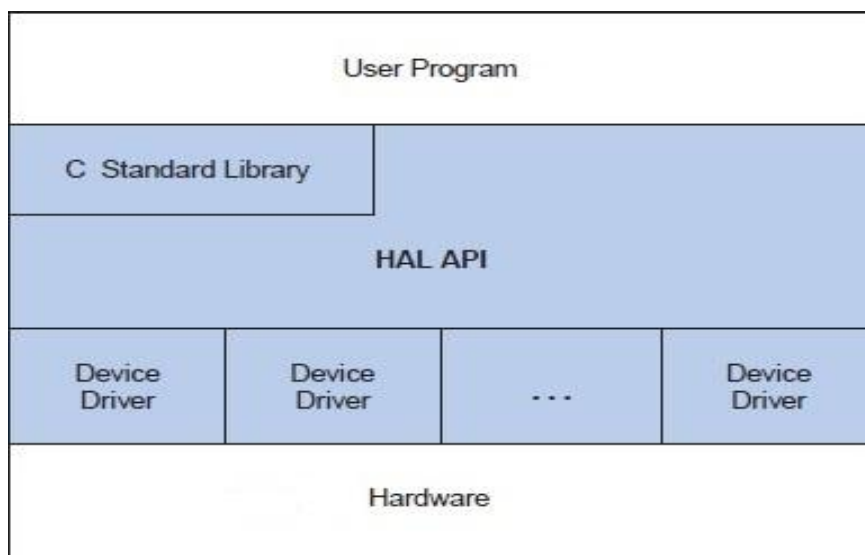 User Program
C Standard Library
HAL API
Device
Driver
Device
Driver
...
Device
Driver
Hardware